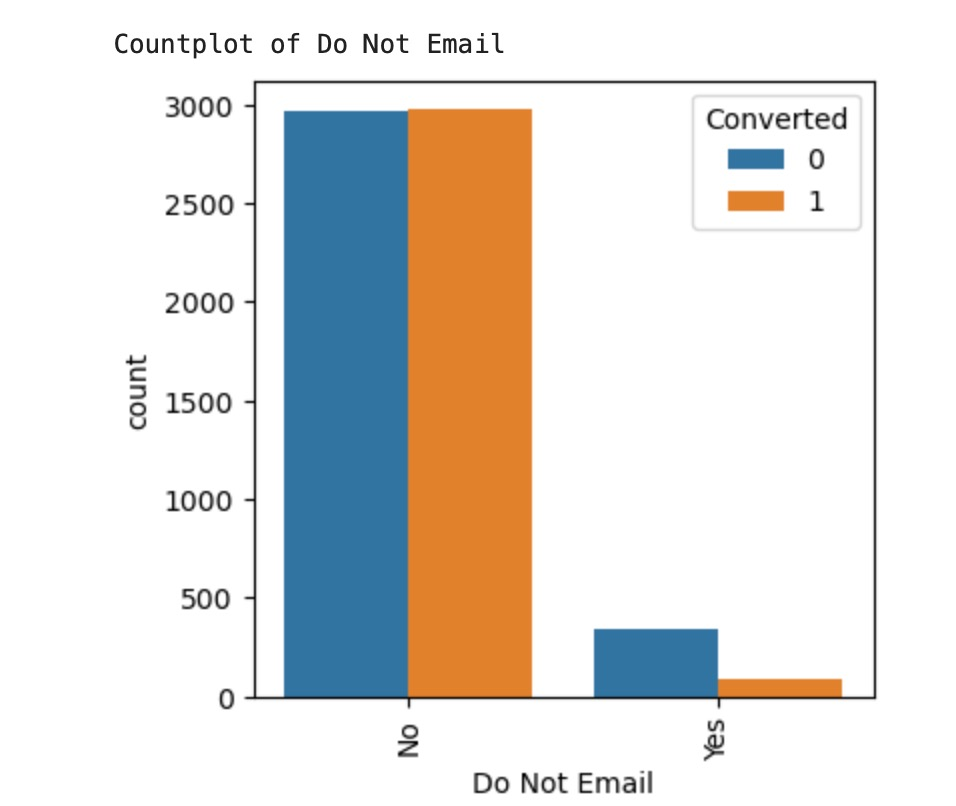 Countplot of Do Not Email
3000
2500
2000
1500
1000
500
0
count
Converted
0
1
No
Yes
Do Not Email